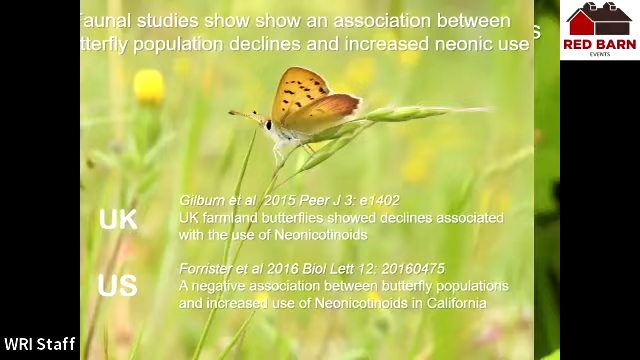 Faunal studies show show an association between
tterfly population declines and increased neonic use
s
RED BARN
EVENTS
Gilburn et al 2015 Peer J 3: e1402
UK
UK farmland butterflies showed declines associated
with the use of Neonicotinoids
Forrister et al 2016 Biol Lett 12: 20160475
US
A negative association between butterfly populations
and increased use of Neonicotinoids in California
WRI Staff